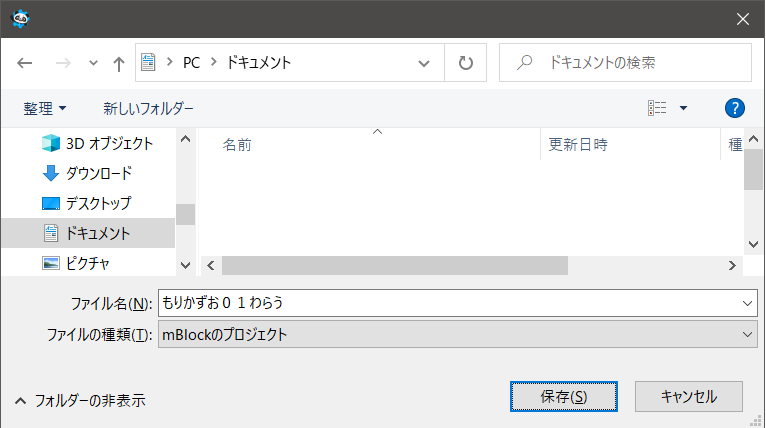 PC > ドキュメント
ドキュメントの検索
整理
新しいフォルダー
?
3D オブジェクト
ダウンロード
デスクトップ
ドキュメント
ピクチャ
名前
更新日時
種
ファイル名(N):
もりかずお０１わらう
ファイルの種類(T):
mBlockのプロジェクト
フォルダーの非表示
保存(S)
キャンセル